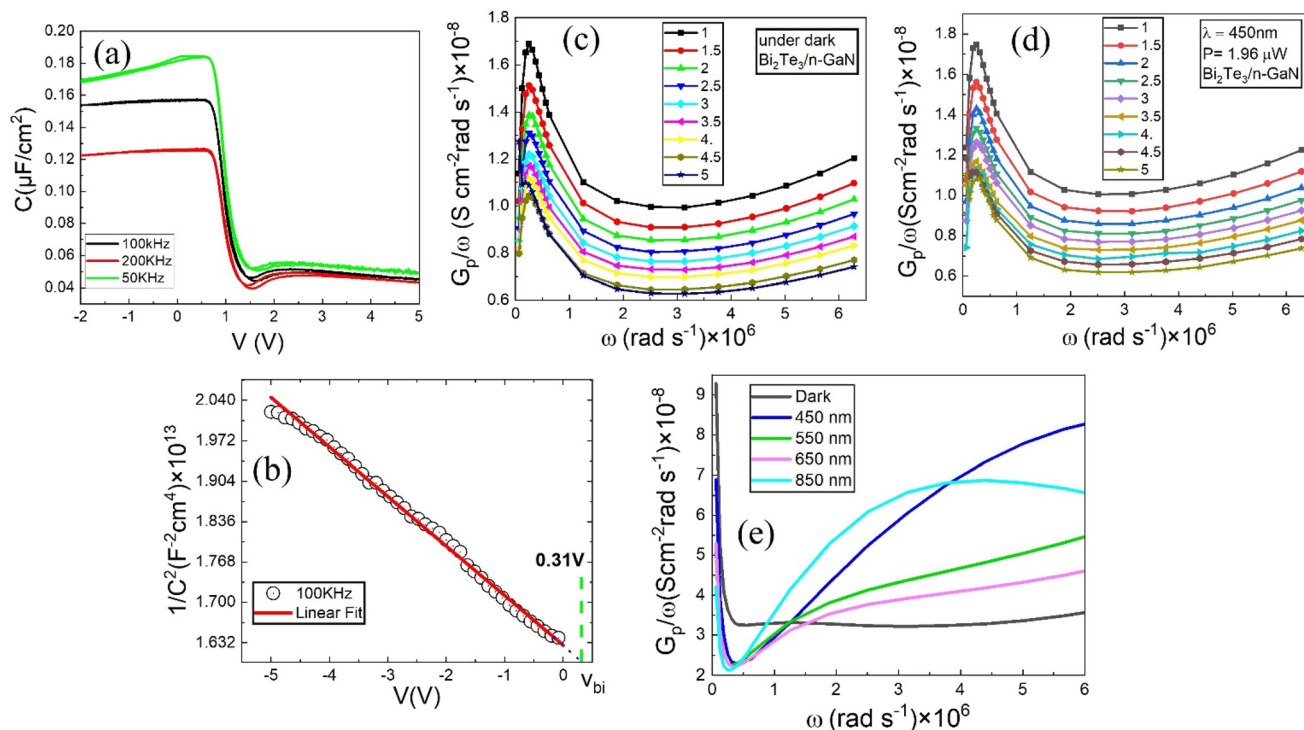 (a)
C(µF/cm²)
0.20
0.18
0.16
0.12
0.08
0.06
0.04
100kHz
200KHz
50KHz
-2 -1 0 1 2 3 4 5
V (V)
(c)
Gₚ/ω (S cm⁻²rad s⁻¹)×10⁻⁸
1.8
1.6
1.4
1.2
1.0
0.8
0.6
1
1.5
2
2.5
3
3.5
4.
4.5
5
under dark
Bi₂Te₃/n-GaN
0 1 2 3 4 5 6
ω (rad s⁻¹)×10⁶
(d)
Gₚ/ω(Scm⁻²rad s⁻¹)×10⁻⁸
1.8
1.6
1.4
1.2
1.0
0.8
0.6
1
1.5
2
2.5
3
3.5
4.
4.5
5
λ = 450nm
P= 1.96 µW
Bi₂Te₃/n-GaN
0 1 2 3 4 5 6
ω (rad s⁻¹)×10⁶
(b)
1/C²(F⁻²cm⁴)×10¹³
2.040
1.972
1.904
1.836
1.768
1.700
1.632
0.31V
100KHz
Linear Fit
-5 -4 -3 -2 -1 0 V_bi
V(V)
(e)
Gₚ/ω(Scm⁻²rad s⁻¹)×10⁻⁸
9
8
7
6
5
4
3
2
Dark
450 nm
550 nm
650 nm
850 nm
0 1 2 3 4 5 6
ω (rad s⁻¹)×10⁶